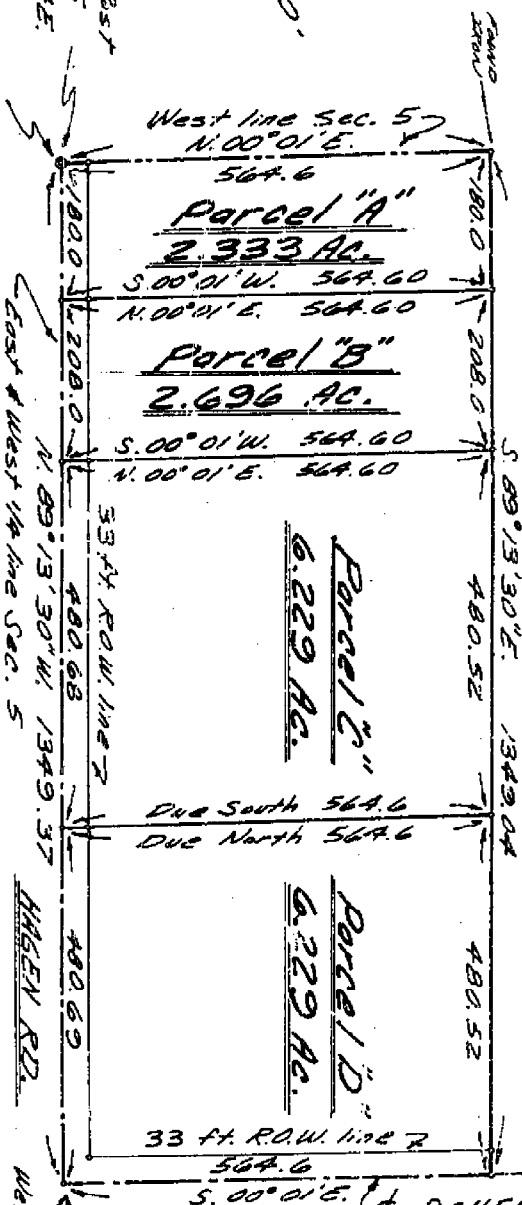 FOUND
IRON
West line Sec. 5
N. 00°01' E.
564.6
180.0
180.0
Parcel "A"
2.333 Ac.
S. 00°01' W. 564.60
N. 00°01' E. 564.60
208.0
208.0
Parcel "B"
2.696 Ac.
S. 00°01' W. 564.60
N. 00°01' E. 564.60
S 89°13'30" E. 1349.04
480.52
Parcel "C"
6.229 Ac.
33 ft. R.O.W. line
480.68
N. 89°13'30" W. 1349.37
East & West 1/4 line Sec. 5
Due South 564.6
Due North 564.6
480.52
Parcel "D"
6.229 Ac.
480.69
HAGEN RD.
33 ft. R.O.W. line
564.6
S. 00°01' E.